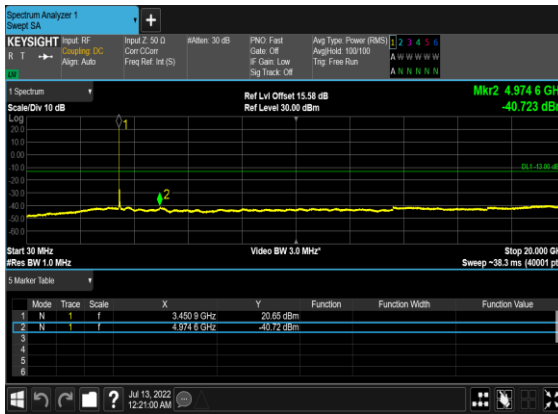 Spectrum Analyzer 1
Swept SA
KEYSIGHT
R T
Input: RF
Coupling: DC
Align: Auto
Input Z: 50 Ω
Corr CCorr
Freq Ref: Int (S)
#Atten: 30 dB
PNO: Fast
Gate: Off
IF Gain: Low
Sig Track: Off
Avg Type: Power (RMS)
Avg|Hold: 100/100
Trig: Free Run
1 2 3 4 5 6
A W W W W W
A N N N N N
1 Spectrum
Scale/Div 10 dB
Log
Ref Lvl Offset 15.58 dB
Ref Level 30.00 dBm
Mkr2 4.974 6 GHz
-40.723 dBm
1
2
20.0
10.0
0.00
-10.0
DL1 -13.00 dBm
-20.0
-30.0
-40.0
-50.0
-60.0
Start 30 MHz
#Res BW 1.0 MHz
Video BW 3.0 MHz*
Stop 20.000 GH
Sweep ~38.3 ms (40001 pt
5 Marker Table
Mode Trace Scale X Y Function Function Width Function Value
1 N 1 f 3.450 9 GHz 20.65 dBm
2 N 1 f 4.974 6 GHz -40.72 dBm
3
4
5
6
Jul 13, 2022
12:21:00 AM